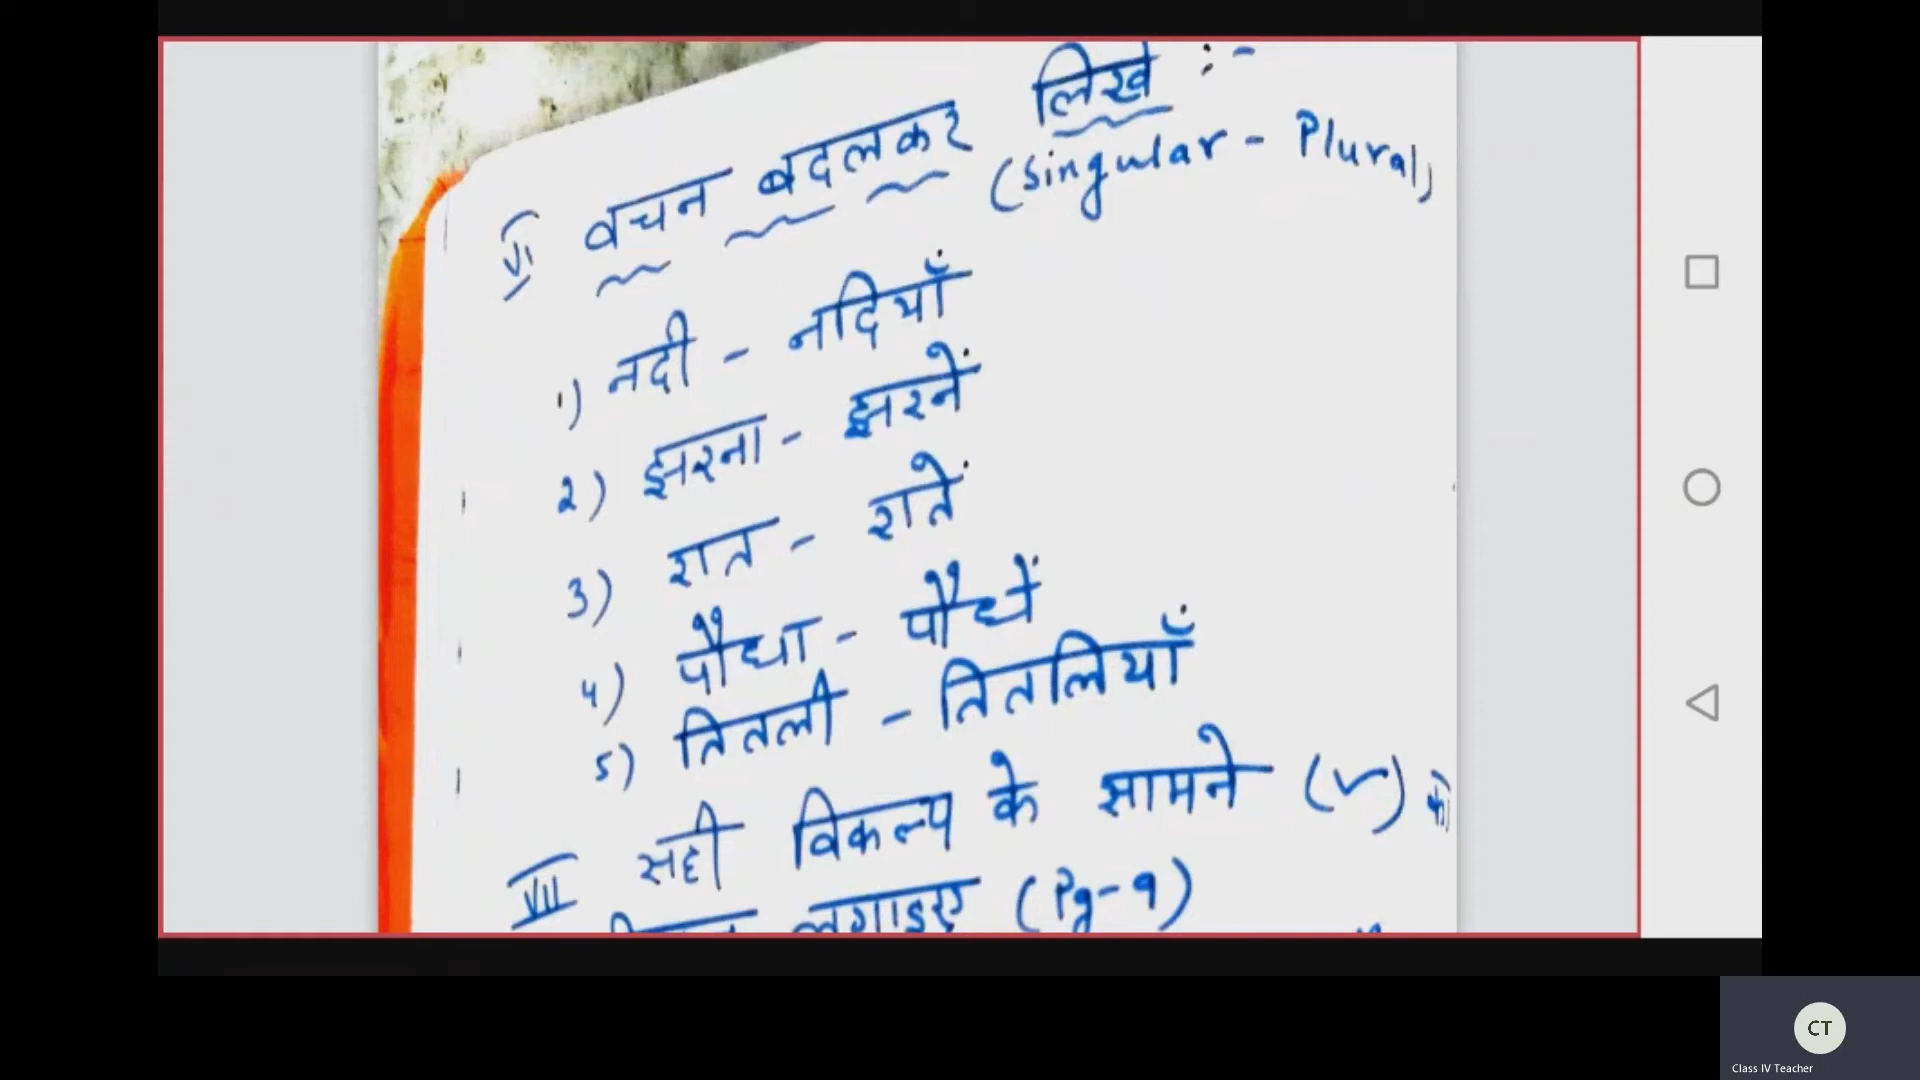 VI वचन बदलकर लिखे :-
(Singular - Plural)
1) नदी - नदियाँ
2) झरना - झरनें
3) रात - रातें
4) पौधा - पौधें
5) तितली - तितलियाँ
VII सही विकल्प के सामने (✓) का
लगाइए (Pg-9)
CT
Class IV Teacher